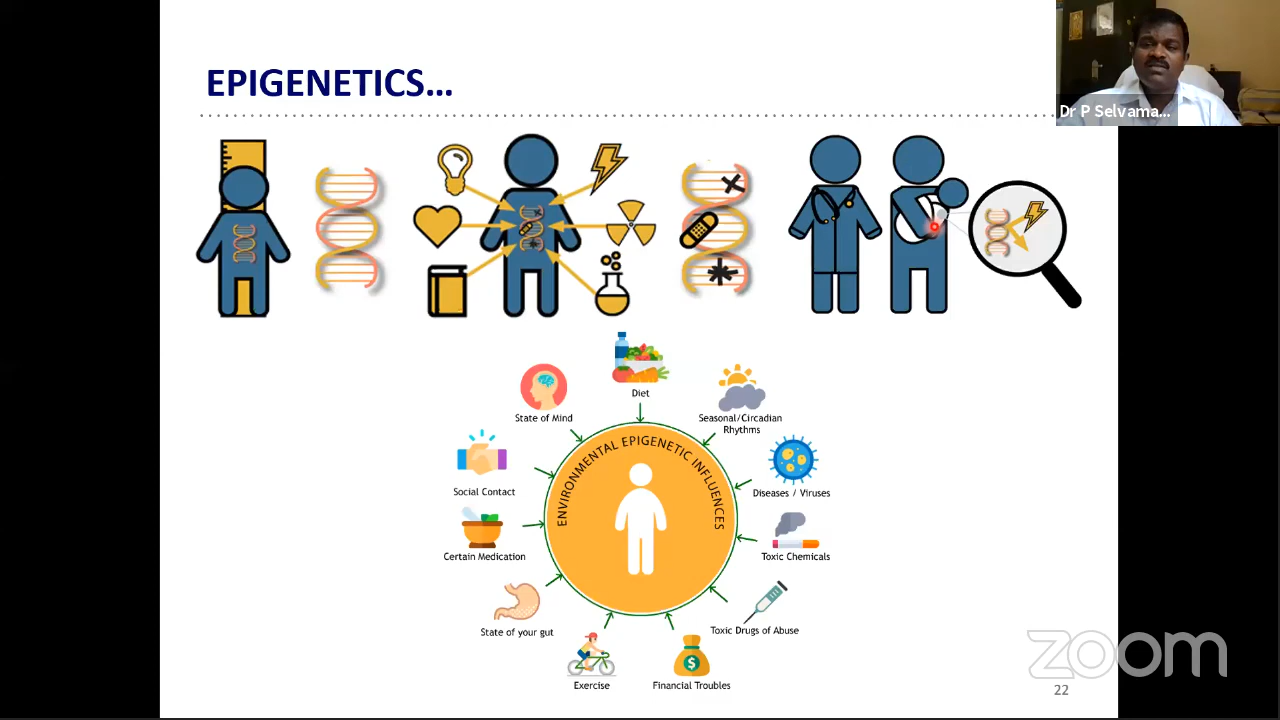 EPIGENETICS...
Dr P Selvama...
Diet
State of Mind
Seasonal/Circadian
Rhythms
Social Contact
Diseases / Viruses
Certain Medication
Toxic Chemicals
State of your gut
Toxic Drugs of Abuse
Exercise
Financial Troubles
ENVIRONMENTAL EPIGENETIC INFLUENCES
zoom
22